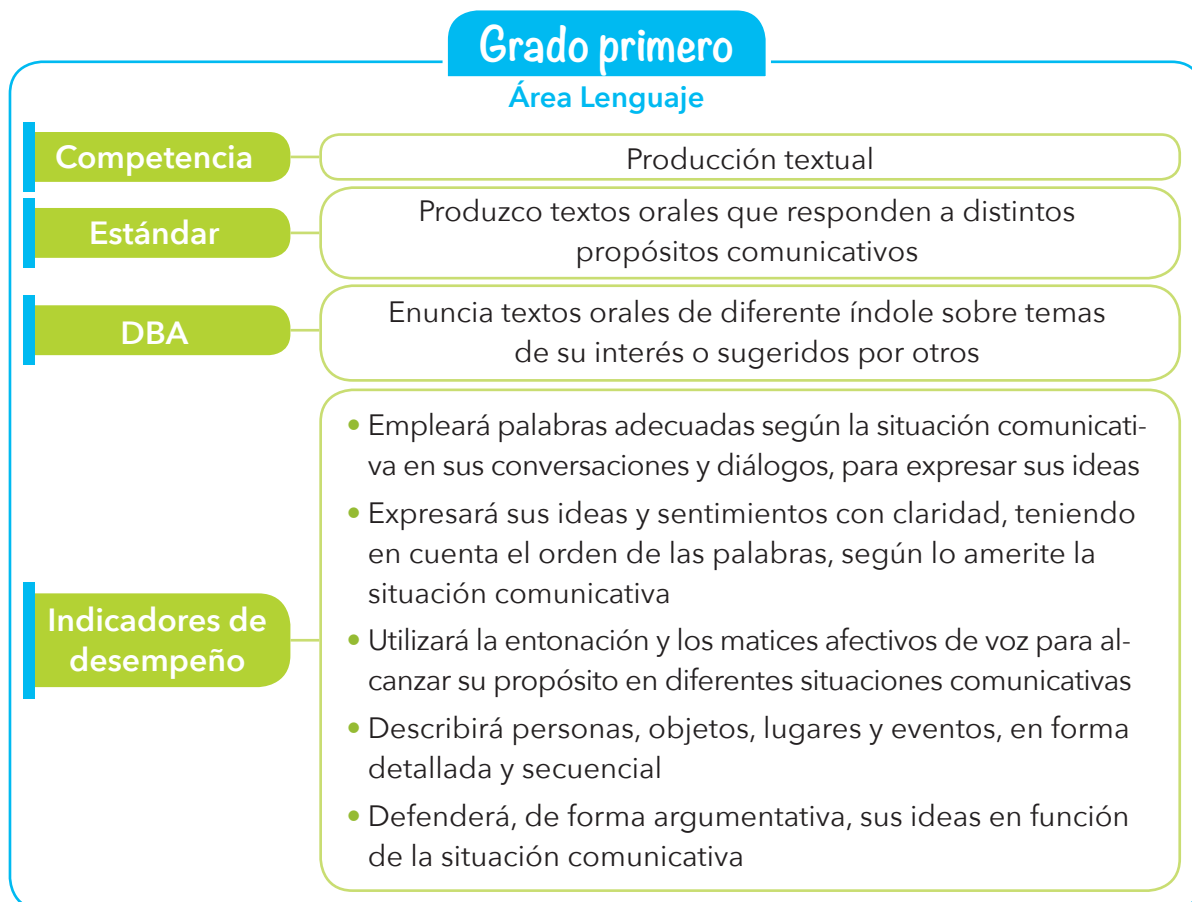 Grado primero
Área Lenguaje
Competencia
Producción textual
Estándar
Produzco textos orales que responden a distintos
propósitos comunicativos
DBA
Enuncia textos orales de diferente índole sobre temas
de su interés o sugeridos por otros
Indicadores de
desempeño
• Empleará palabras adecuadas según la situación comunicati-
va en sus conversaciones y diálogos, para expresar sus ideas
• Expresará sus ideas y sentimientos con claridad, teniendo
en cuenta el orden de las palabras, según lo amerite la
situación comunicativa
• Utilizará la entonación y los matices afectivos de voz para al-
canzar su propósito en diferentes situaciones comunicativas
• Describirá personas, objetos, lugares y eventos, en forma
detallada y secuencial
• Defenderá, de forma argumentativa, sus ideas en función
de la situación comunicativa